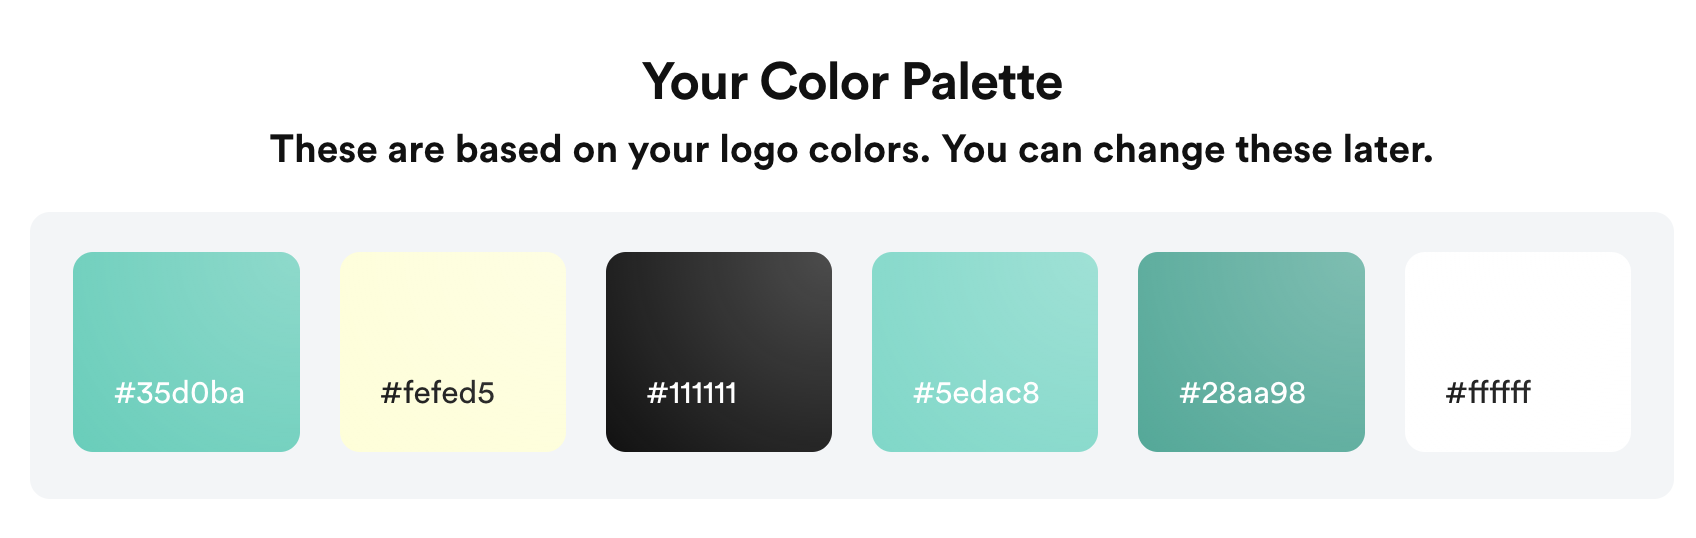 Your Color Palette
These are based on your logo colors. You can change these later.
#35d0ba
#fefed5
#111111
#5edac8
#28aa98
#ffffff